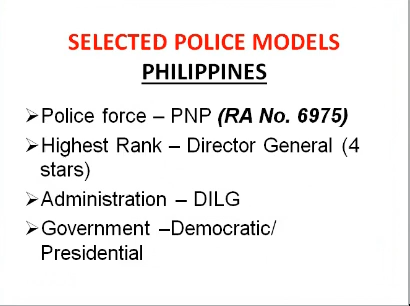 SELECTED POLICE MODELS
PHILIPPINES
➢Police force – PNP (RA No. 6975)
➢Highest Rank – Director General (4
stars)
➢Administration – DILG
➢Government –Democratic/
Presidential